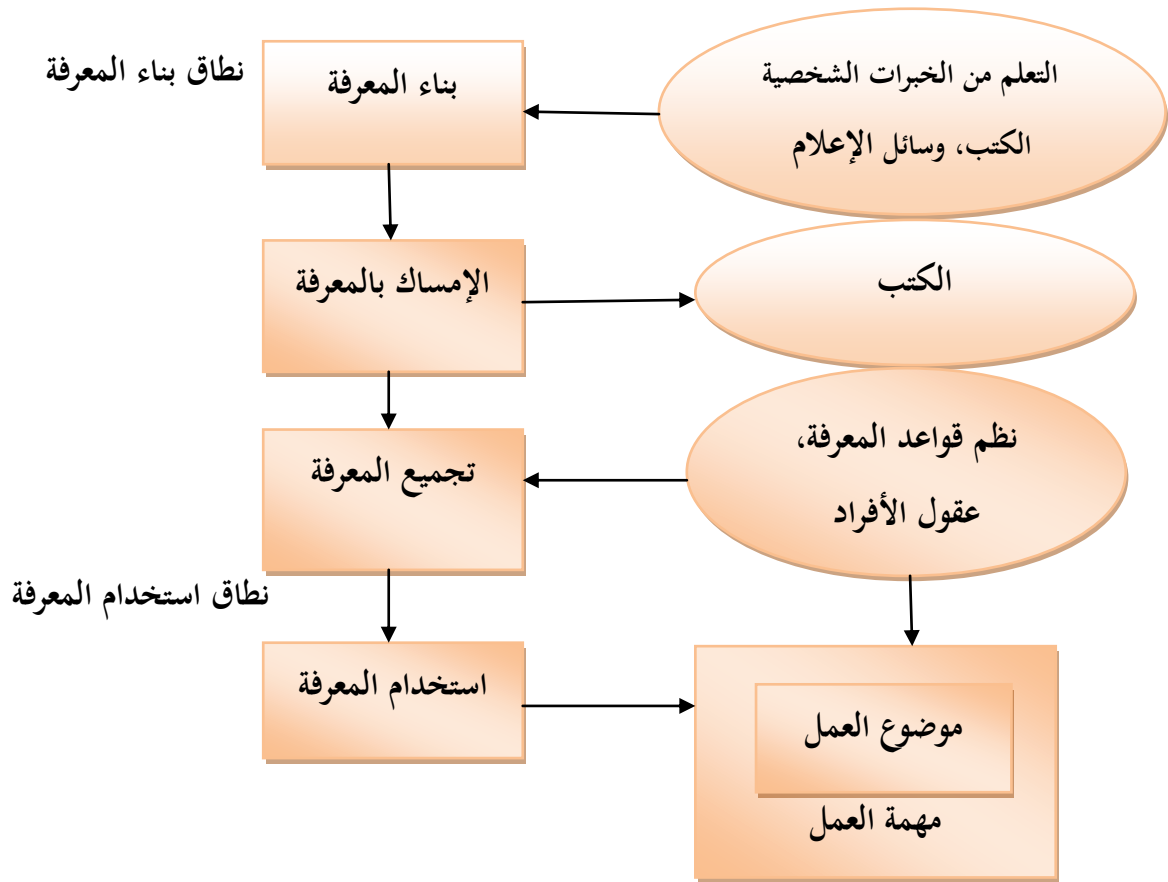 نطاق بناء المعرفة
بناء المعرفة
التعلم من الخبرات الشخصية
الكتب، وسائل الإعلام
الإمساك بالمعرفة
الكتب
تجميع المعرفة
نظم قواعد المعرفة،
عقول الأفراد
نطاق استخدام المعرفة
استخدام المعرفة
موضوع العمل
مهمة العمل